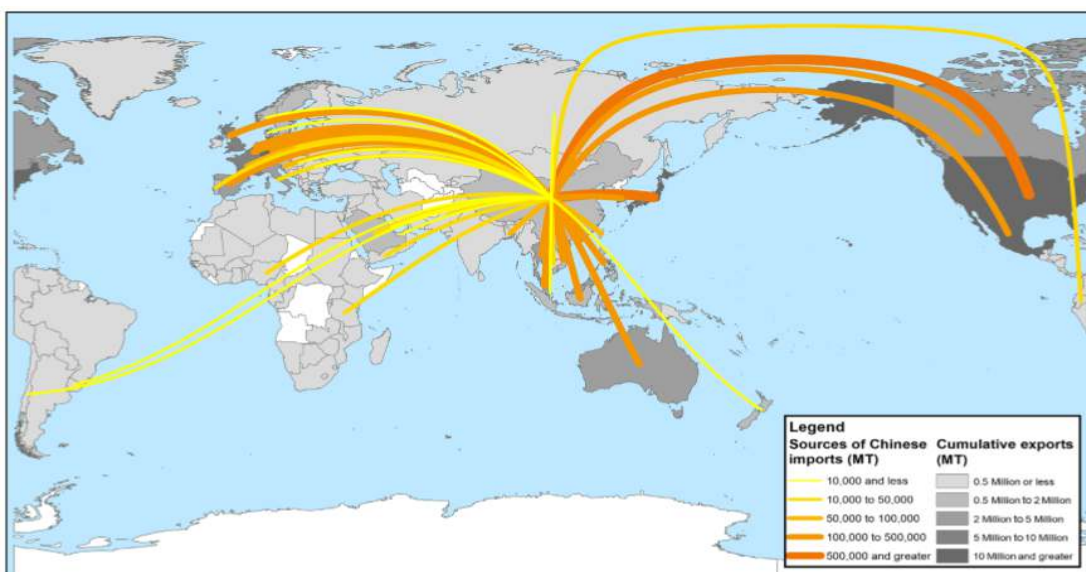 Legend
Sources of Chinese imports (MT)
10,000 and less
10,000 to 50,000
50,000 to 100,000
100,000 to 500,000
500,000 and greater
Cumulative exports (MT)
0.5 Million or less
0.5 Million to 2 Million
2 Million to 5 Million
5 Million to 10 Million
10 Million and greater